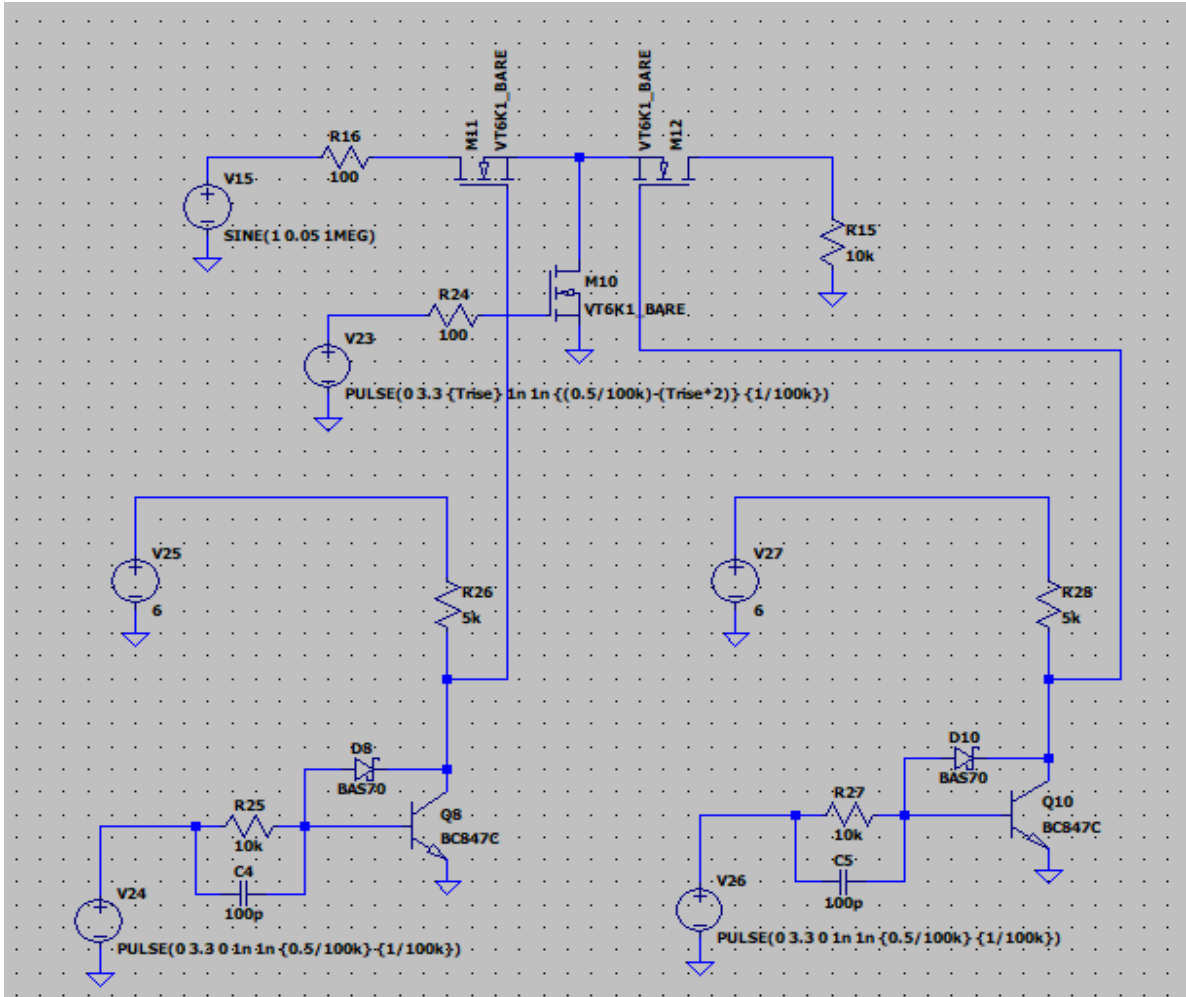 M11
VT6K1_BARE
VT6K1_BARE
M12
R16
100
V15
SINE(1 0.05 1MEG)
R15
10k
M10
VT6K1_BARE
R24
100
V23
PULSE(0 3.3 {Trise} 1n 1n {(0.5/100k)-(Trise*2)} {1/100k})
V25
6
R26
5k
V27
6
R28
5k
D8
BAS70
R25
10k
C4
100p
Q8
BC847C
V24
PULSE(0 3.3 0 1n 1n {0.5/100k} {1/100k})
D10
BAS70
R27
10k
C5
100p
Q10
BC847C
V26
PULSE(0 3.3 0 1n 1n {0.5/100k} {1/100k})